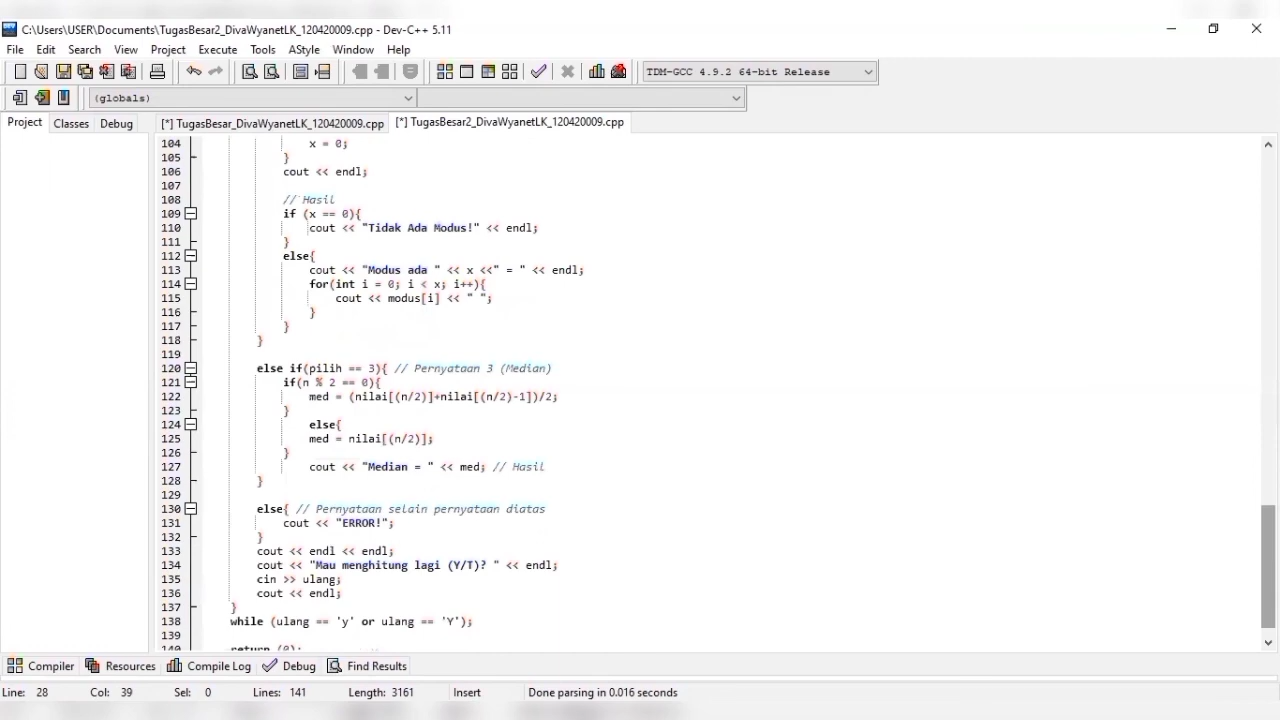 C:\Users\USER\Documents\TugasBesar2_DivaWyanetLK_120420009.cpp - Dev-C++ 5.11
File Edit Search View Project Execute Tools AStyle Window Help
TDM-GCC 4.9.2 64-bit Release
(globals)
Project Classes Debug [*] TugasBesar_DivaWyanetLK_120420009.cpp [*] TugasBesar2_DivaWyanetLK_120420009.cpp
104 x = 0;
105 }
106 cout << endl;
107
108 // Hasil
109 if (x == 0){
110 cout << "Tidak Ada Modus!" << endl;
111 }
112 else{
113 cout << "Modus ada " << x <<" = " << endl;
114 for(int i = 0; i < x; i++){
115 cout << modus[i] << " ";
116 }
117 }
118 }
119
120 else if(pilih == 3){ // Pernyataan 3 (Median)
121 if(n % 2 == 0){
122 med = (nilai[(n/2)]+nilai[(n/2)-1])/2;
123 }
124 else{
125 med = nilai[(n/2)];
126 }
127 cout << "Median = " << med; // Hasil
128 }
129
130 else{ // Pernyataan selain pernyataan diatas
131 cout << "ERROR!";
132 }
133 cout << endl << endl;
134 cout << "Mau menghitung lagi (Y/T)? " << endl;
135 cin >> ulang;
136 cout << endl;
137 }
138 while (ulang == 'y' or ulang == 'Y');
139
140 return (0);
Compiler Resources Compile Log Debug Find Results
Line: 28 Col: 39 Sel: 0 Lines: 141 Length: 3161 Insert Done parsing in 0.016 seconds